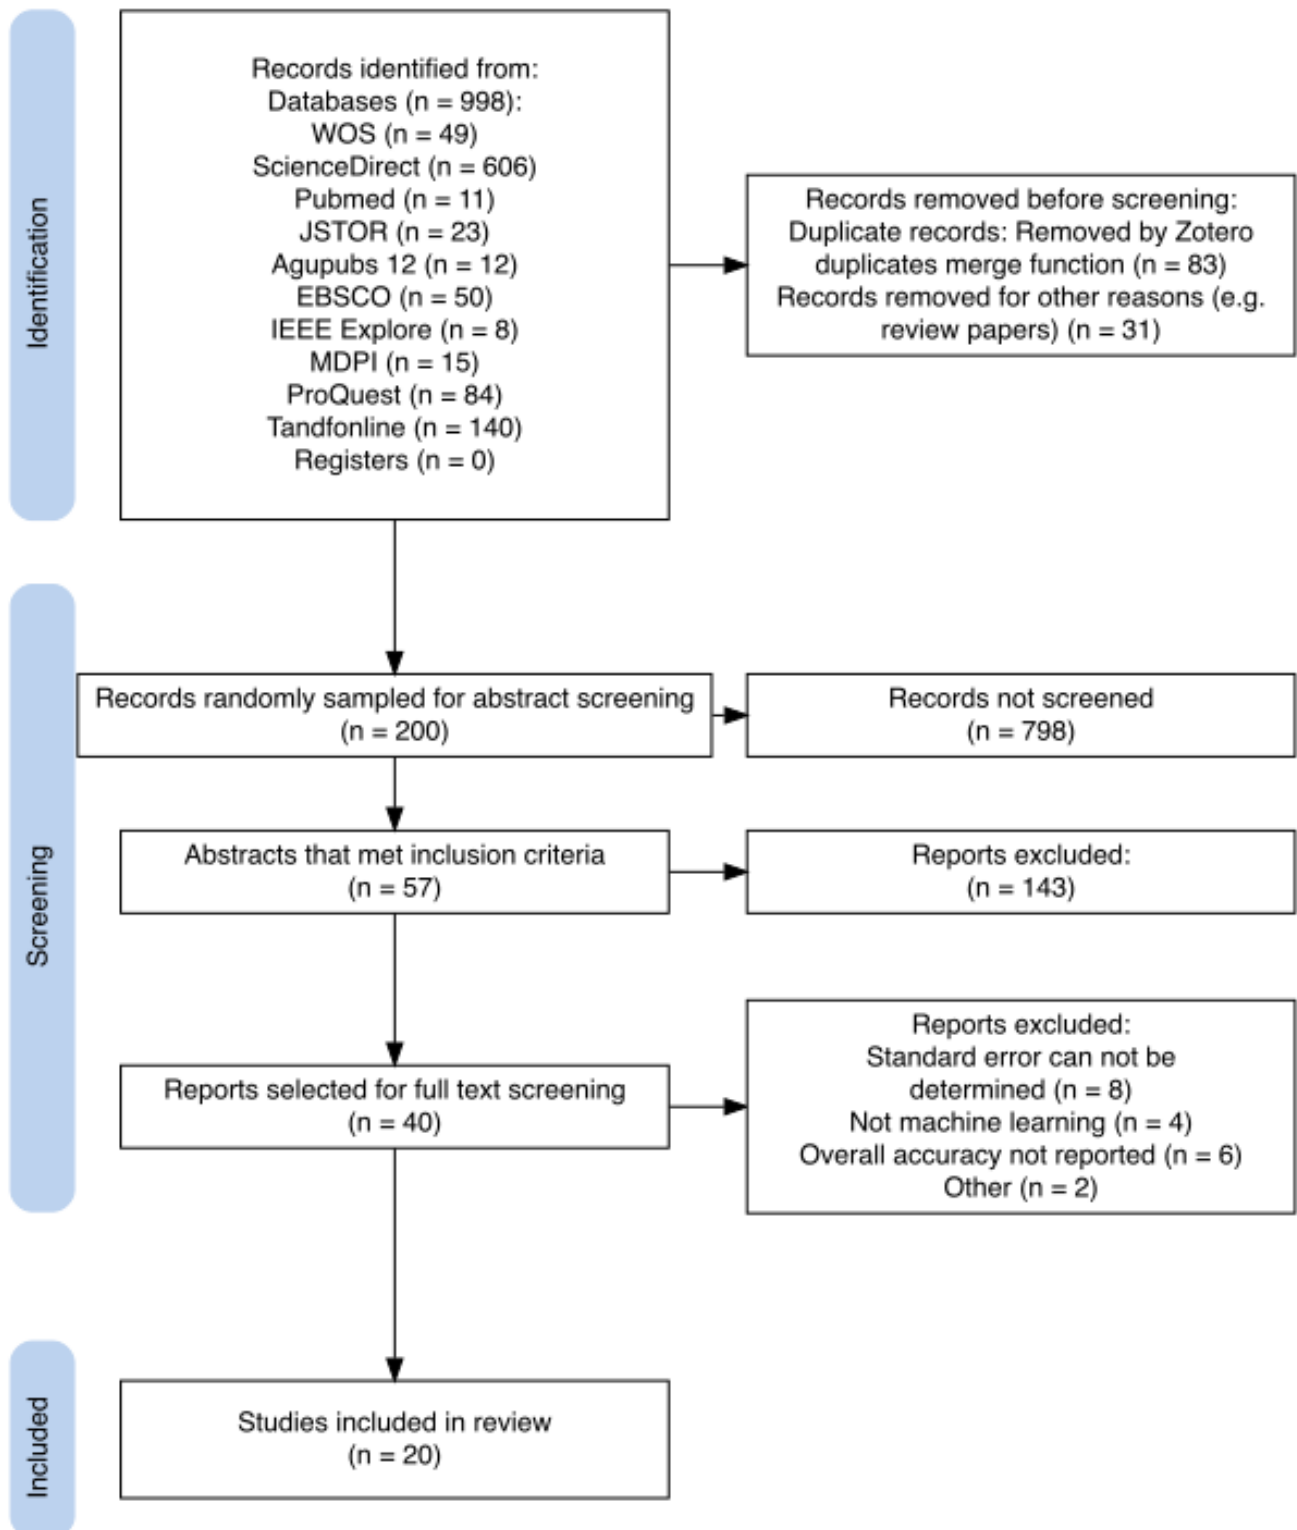 Identification
Records identified from:
Databases (n = 998):
WOS (n = 49)
ScienceDirect (n = 606)
Pubmed (n = 11)
JSTOR (n = 23)
Agupubs 12 (n = 12)
EBSCO (n = 50)
IEEE Explore (n = 8)
MDPI (n = 15)
ProQuest (n = 84)
Tandfonline (n = 140)
Registers (n = 0)
Records removed before screening:
Duplicate records: Removed by Zotero
duplicates merge function (n = 83)
Records removed for other reasons (e.g.
review papers) (n = 31)
Screening
Records randomly sampled for abstract screening
(n = 200)
Records not screened
(n = 798)
Abstracts that met inclusion criteria
(n = 57)
Reports excluded:
(n = 143)
Reports selected for full text screening
(n = 40)
Reports excluded:
Standard error can not be
determined (n = 8)
Not machine learning (n = 4)
Overall accuracy not reported (n = 6)
Other (n = 2)
Included
Studies included in review
(n = 20)